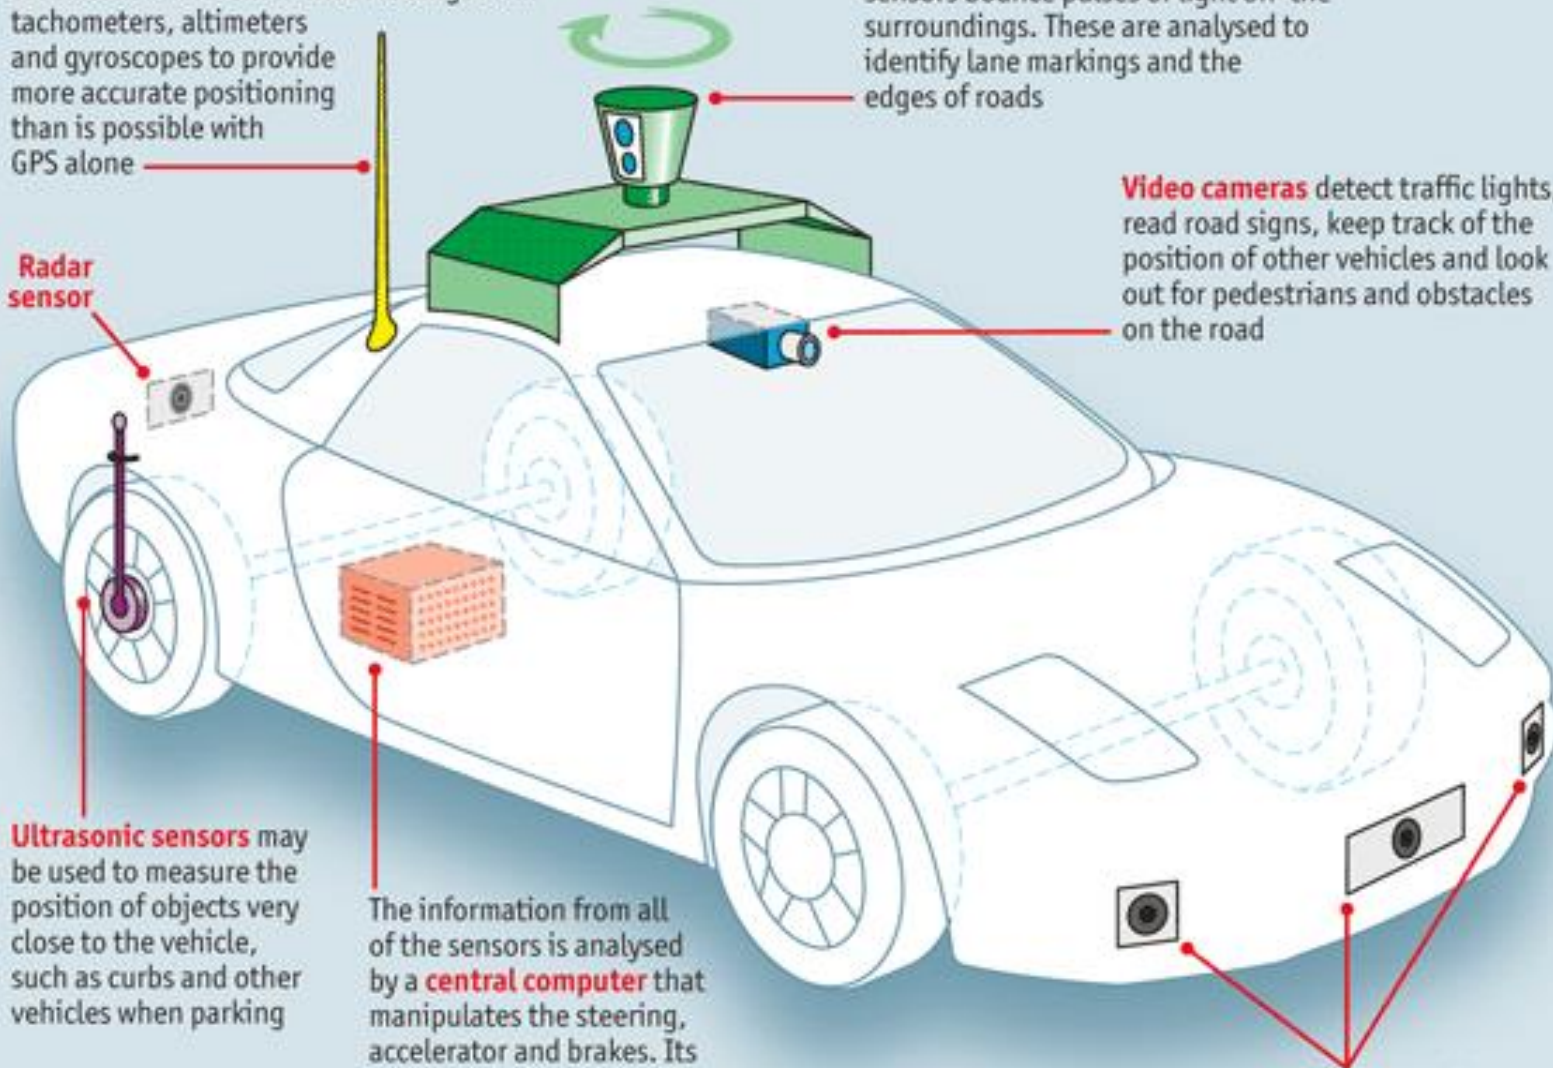 tachometers, altimeters
and gyroscopes to provide
more accurate positioning
than is possible with
GPS alone
surroundings. These are analysed to
identify lane markings and the
edges of roads
Video cameras detect traffic lights
read road signs, keep track of the
position of other vehicles and look
out for pedestrians and obstacles
on the road
Radar
sensor
Ultrasonic sensors may
be used to measure the
position of objects very
close to the vehicle,
such as curbs and other
vehicles when parking
The information from all
of the sensors is analysed
by a central computer that
manipulates the steering,
accelerator and brakes. Its